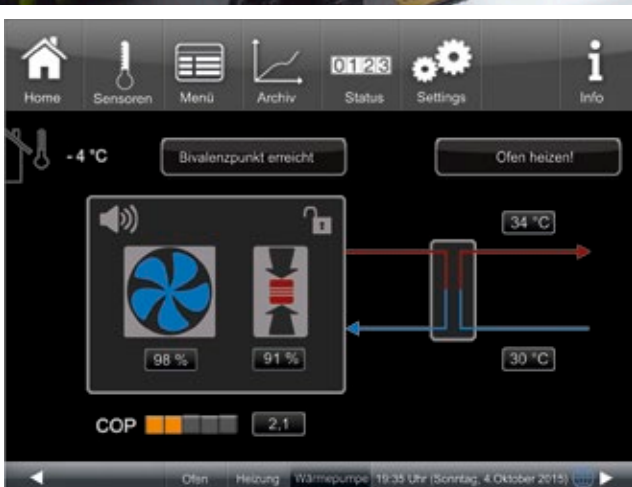 0123
Home Sensoren Menü Archiv Status Settings Info
- 4 °C Bivalenzpunkt erreicht Ofen heizen!
34 °C
98 % 91 % 30 °C
COP 2,1
Ofen Heizung Wärmepumpe 19:35 Uhr (Sonntag, 4.Oktober 2015)